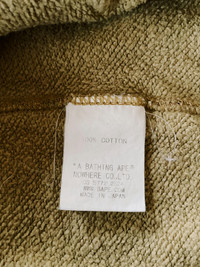 100% COTTON
"A BATHING APE"
NOWHERE CO.,LTD.
WWW.BAPE.COM
MADE IN JAPAN